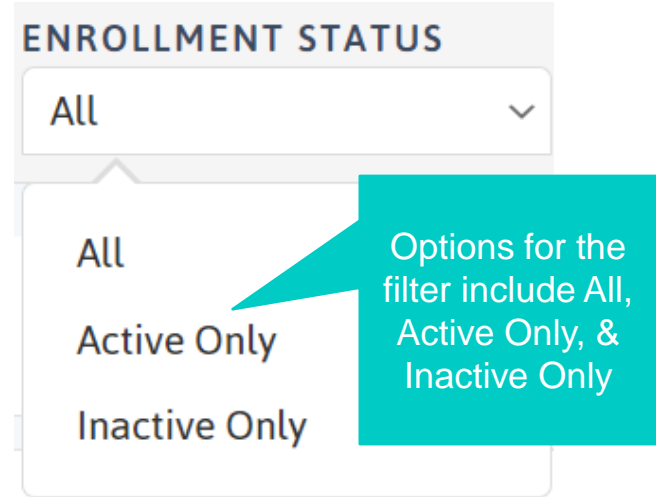 ENROLLMENT STATUS
All
All
Active Only
Inactive Only
Options for the
filter include All,
Active Only, &
Inactive Only